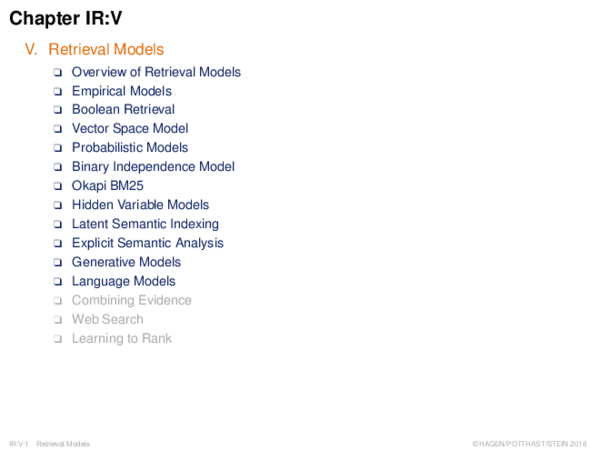 Chapter IR:V
V. Retrieval Models
❑ Overview of Retrieval Models
❑ Empirical Models
❑ Boolean Retrieval
❑ Vector Space Model
❑ Probabilistic Models
❑ Binary Independence Model
❑ Okapi BM25
❑ Hidden Variable Models
❑ Latent Semantic Indexing
❑ Explicit Semantic Analysis
❑ Generative Models
❑ Language Models
❑ Combining Evidence
❑ Web Search
❑ Learning to Rank
IR:V-1 Retrieval Models ©HAGEN/POTTHAST/STEIN 2018